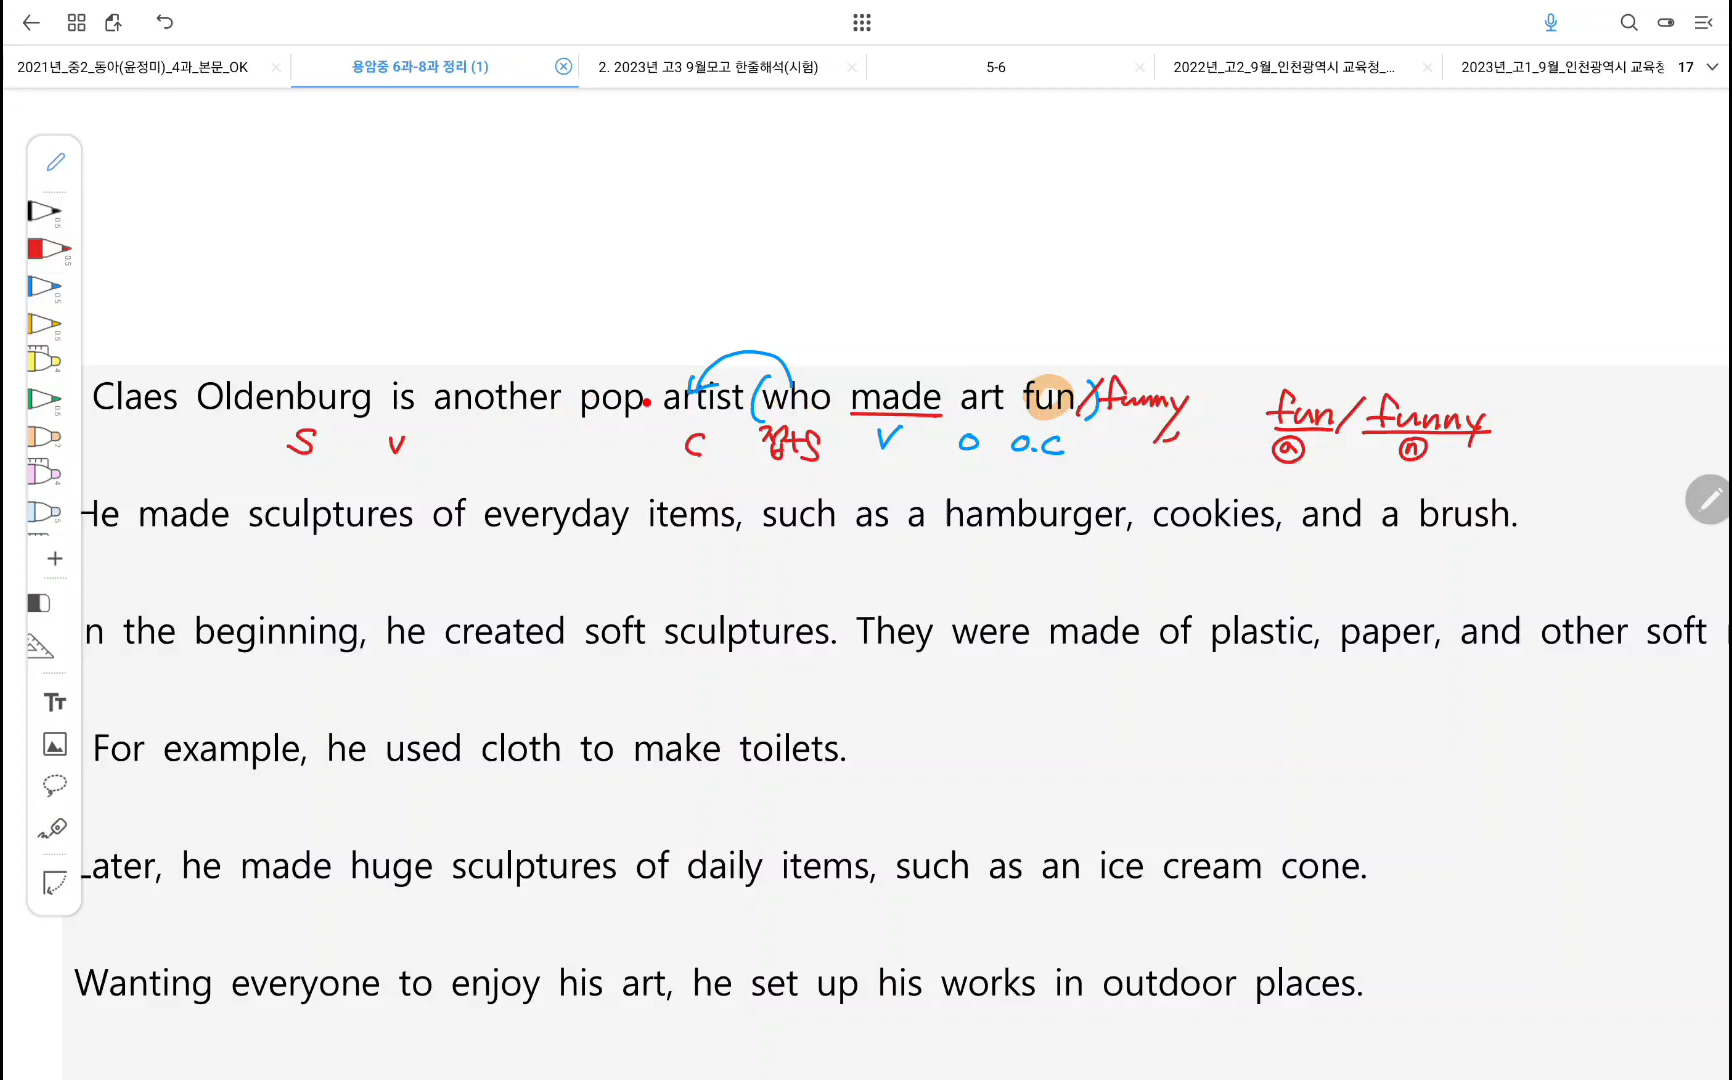 2021년_중2_동아(윤정미)_4과_본문_OK
용암중 6과-8과 정리 (1)
2. 2023년 고3 9월모고 한줄해석(시험)
5-6
2022년_고2_9월_인천광역시 교육청_...
2023년_고1_9월_인천광역시 교육청
17
Claes Oldenburg is another pop artist (who made art fun)/funny
fun/funny
S V C 접+S V O O.C
ⓐ ⓝ
He made sculptures of everyday items, such as a hamburger, cookies, and a brush.
n the beginning, he created soft sculptures. They were made of plastic, paper, and other soft
For example, he used cloth to make toilets.
Later, he made huge sculptures of daily items, such as an ice cream cone.
Wanting everyone to enjoy his art, he set up his works in outdoor places.